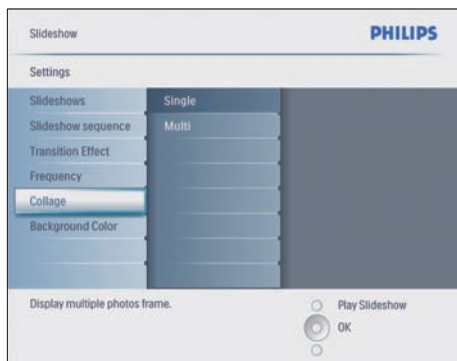 Slideshow
PHILIPS
Settings
Slideshows
Single
Slideshow sequence
Multi
Transition Effect
Frequency
Collage
Background Color
Display multiple photos frame.
Play Slideshow
OK